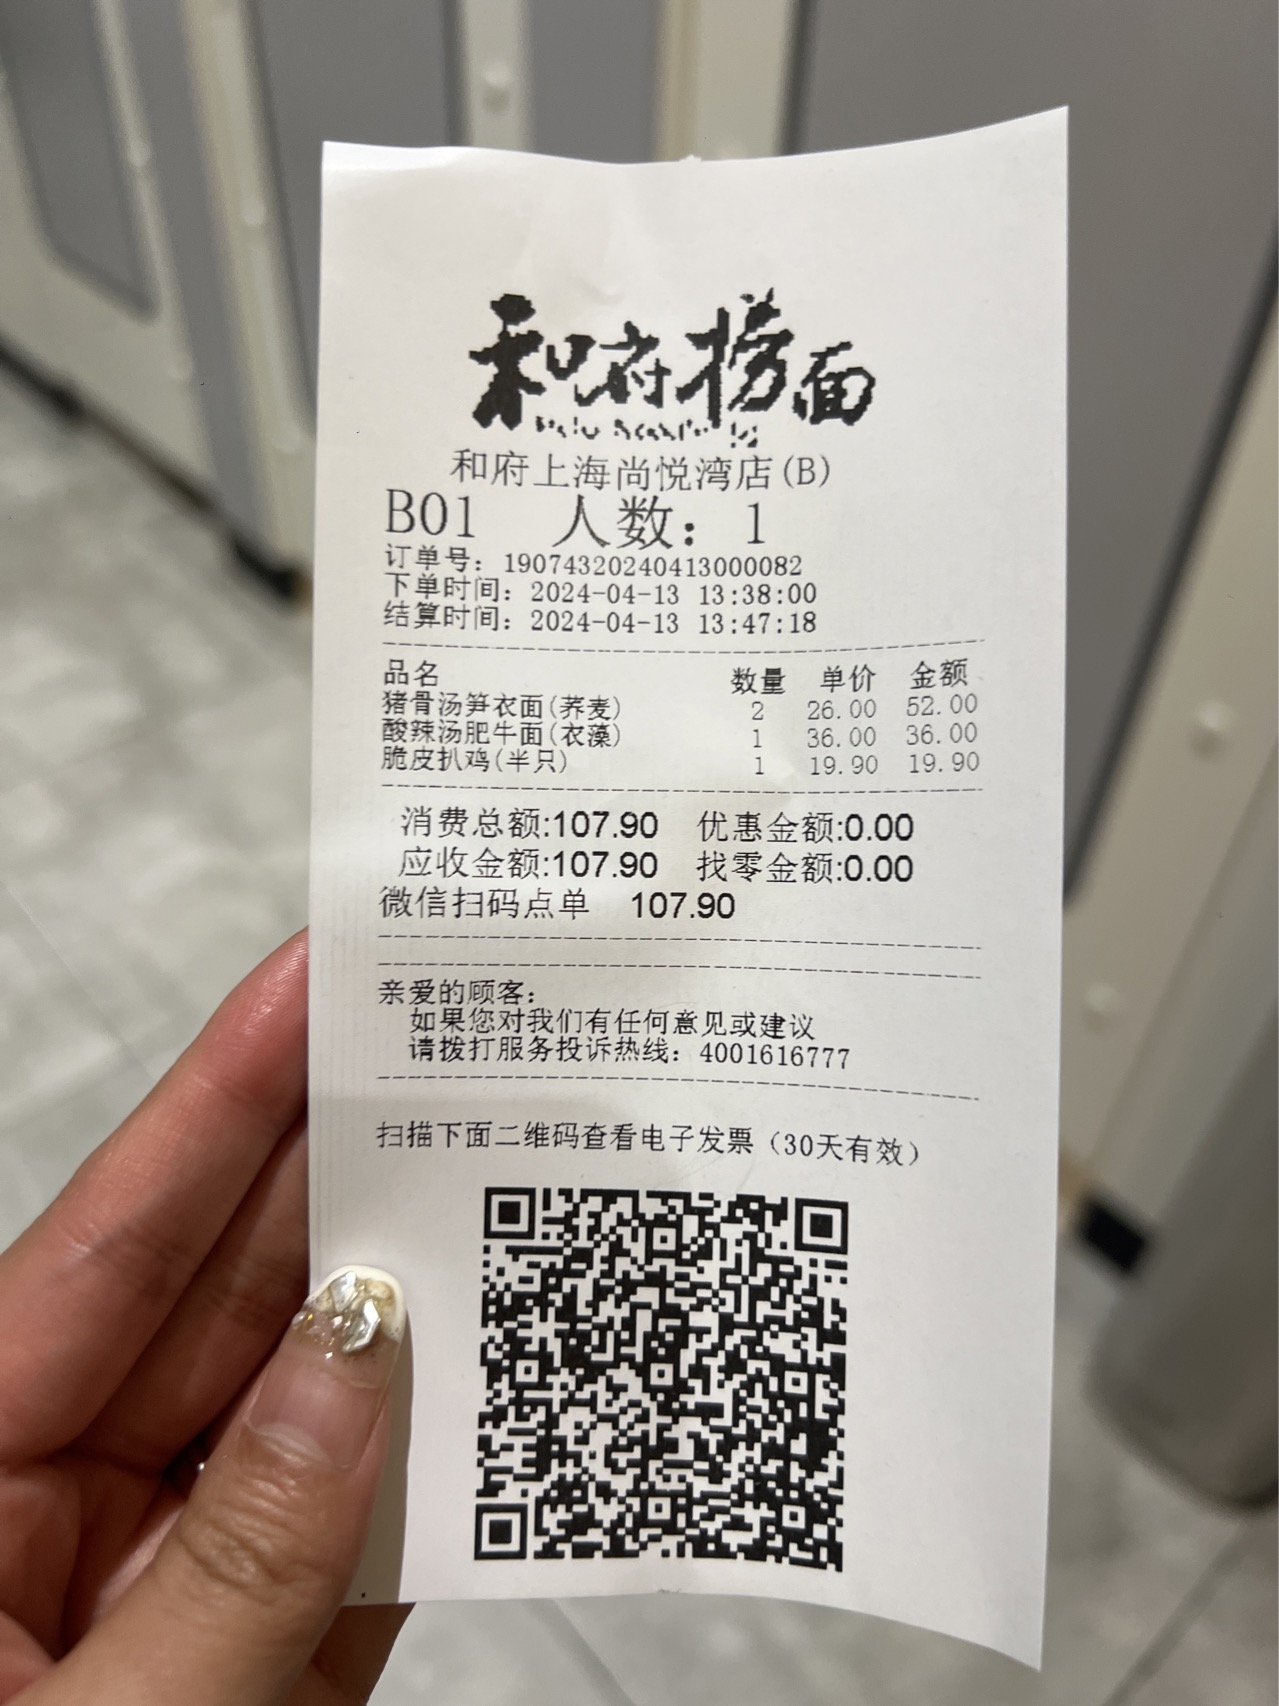 和府捞面
和府上海尚悦湾店(B)
B01 人数：1
订单号：19074320240413000082
下单时间：2024-04-13 13:38:00
结算时间：2024-04-13 13:47:18
品名 数量 单价 金额
猪骨汤笋衣面(荞麦) 2 26.00 52.00
酸辣汤肥牛面(衣藻) 1 36.00 36.00
脆皮扒鸡(半只) 1 19.90 19.90
消费总额:107.90 优惠金额:0.00
应收金额:107.90 找零金额:0.00
微信扫码点单 107.90
亲爱的顾客：
如果您对我们有任何意见或建议
请拨打服务投诉热线：4001616777
扫描下面二维码查看电子发票（30天有效）